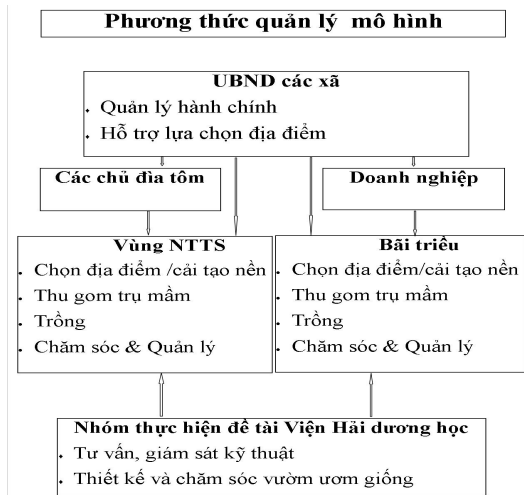 Phương thức quản lý mô hình
UBND các xã
Quản lý hành chính
Hỗ trợ lựa chọn địa điểm
Các chủ đìa tôm
Doanh nghiệp
Vùng NTTS
Chọn địa điểm /cải tạo nền
Thu gom trụ mầm
Trồng
Chăm sóc & Quản lý
Bãi triều
Chọn địa điểm/cải tạo nền
Thu gom trụ mầm
Trồng
Chăm sóc & Quản lý
Nhóm thực hiện đề tài Viện Hải dương học
Tư vấn, giám sát kỹ thuật
Thiết kế và chăm sóc vườm ươm giống